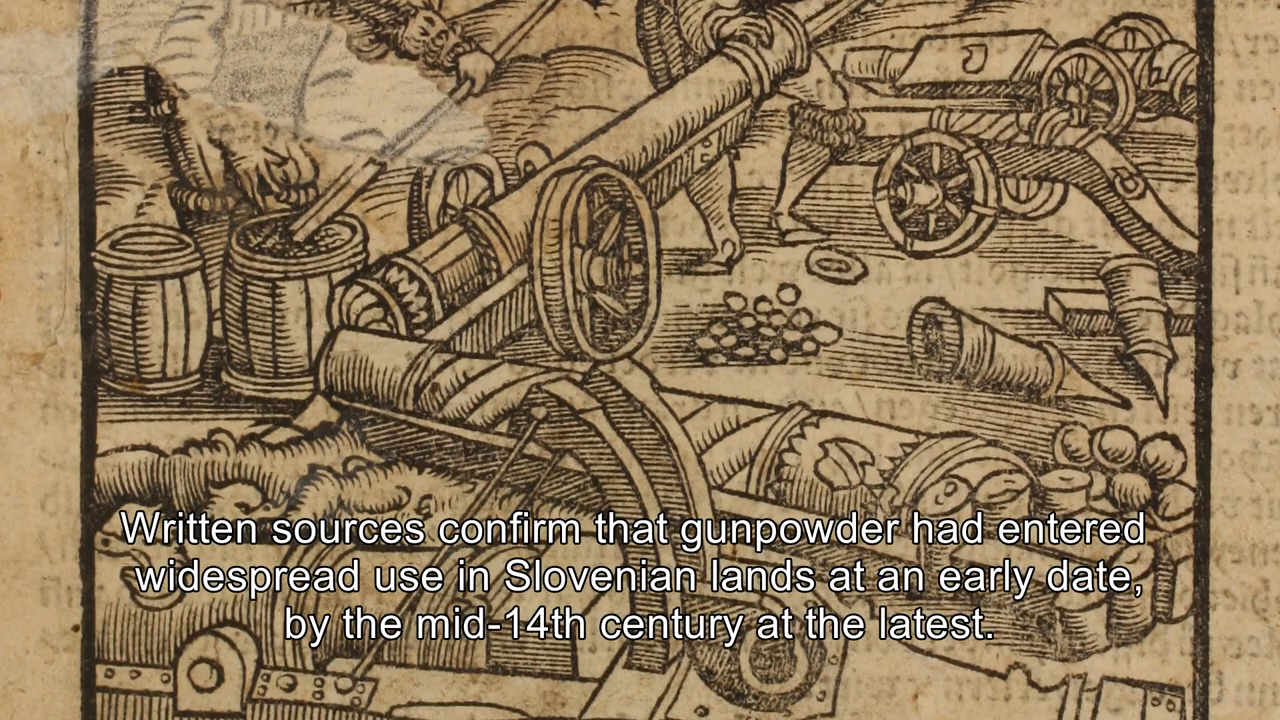 Written sources confirm that gunpowder had entered
widespread use in Slovenian lands at an early date,
by the mid-14th century at the latest.